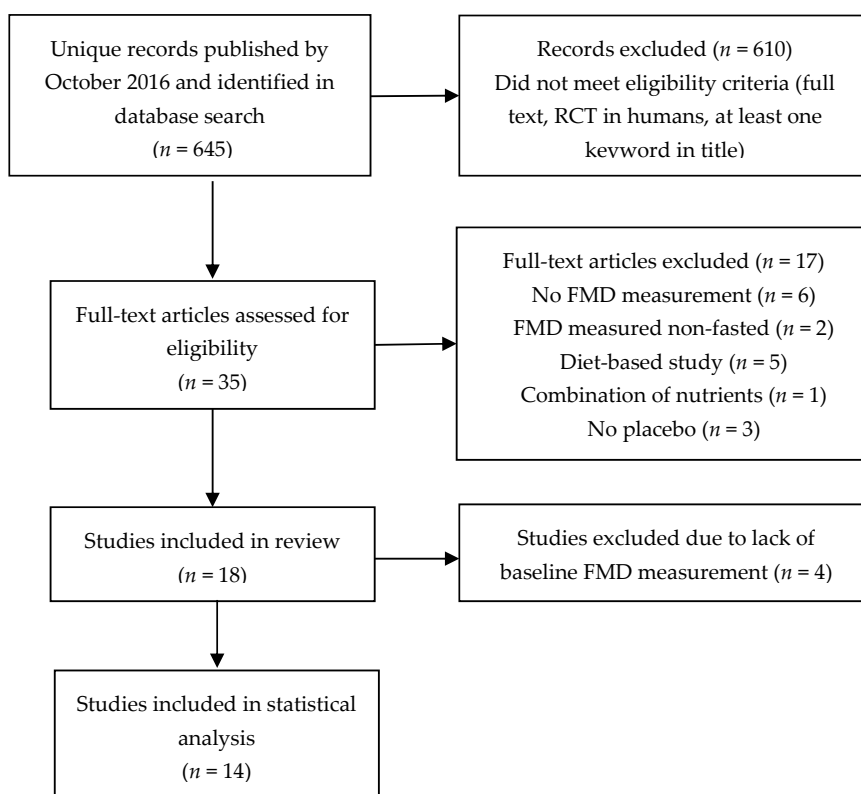 Unique records published by
October 2016 and identified in
database search
(n = 645)
Records excluded (n = 610)
Did not meet eligibility criteria (full
text, RCT in humans, at least one
keyword in title)
Full-text articles assessed for
eligibility
(n = 35)
Full-text articles excluded (n = 17)
No FMD measurement (n = 6)
FMD measured non-fasted (n = 2)
Diet-based study (n = 5)
Combination of nutrients (n = 1)
No placebo (n = 3)
Studies included in review
(n = 18)
Studies excluded due to lack of
baseline FMD measurement (n = 4)
Studies included in statistical
analysis
(n = 14)